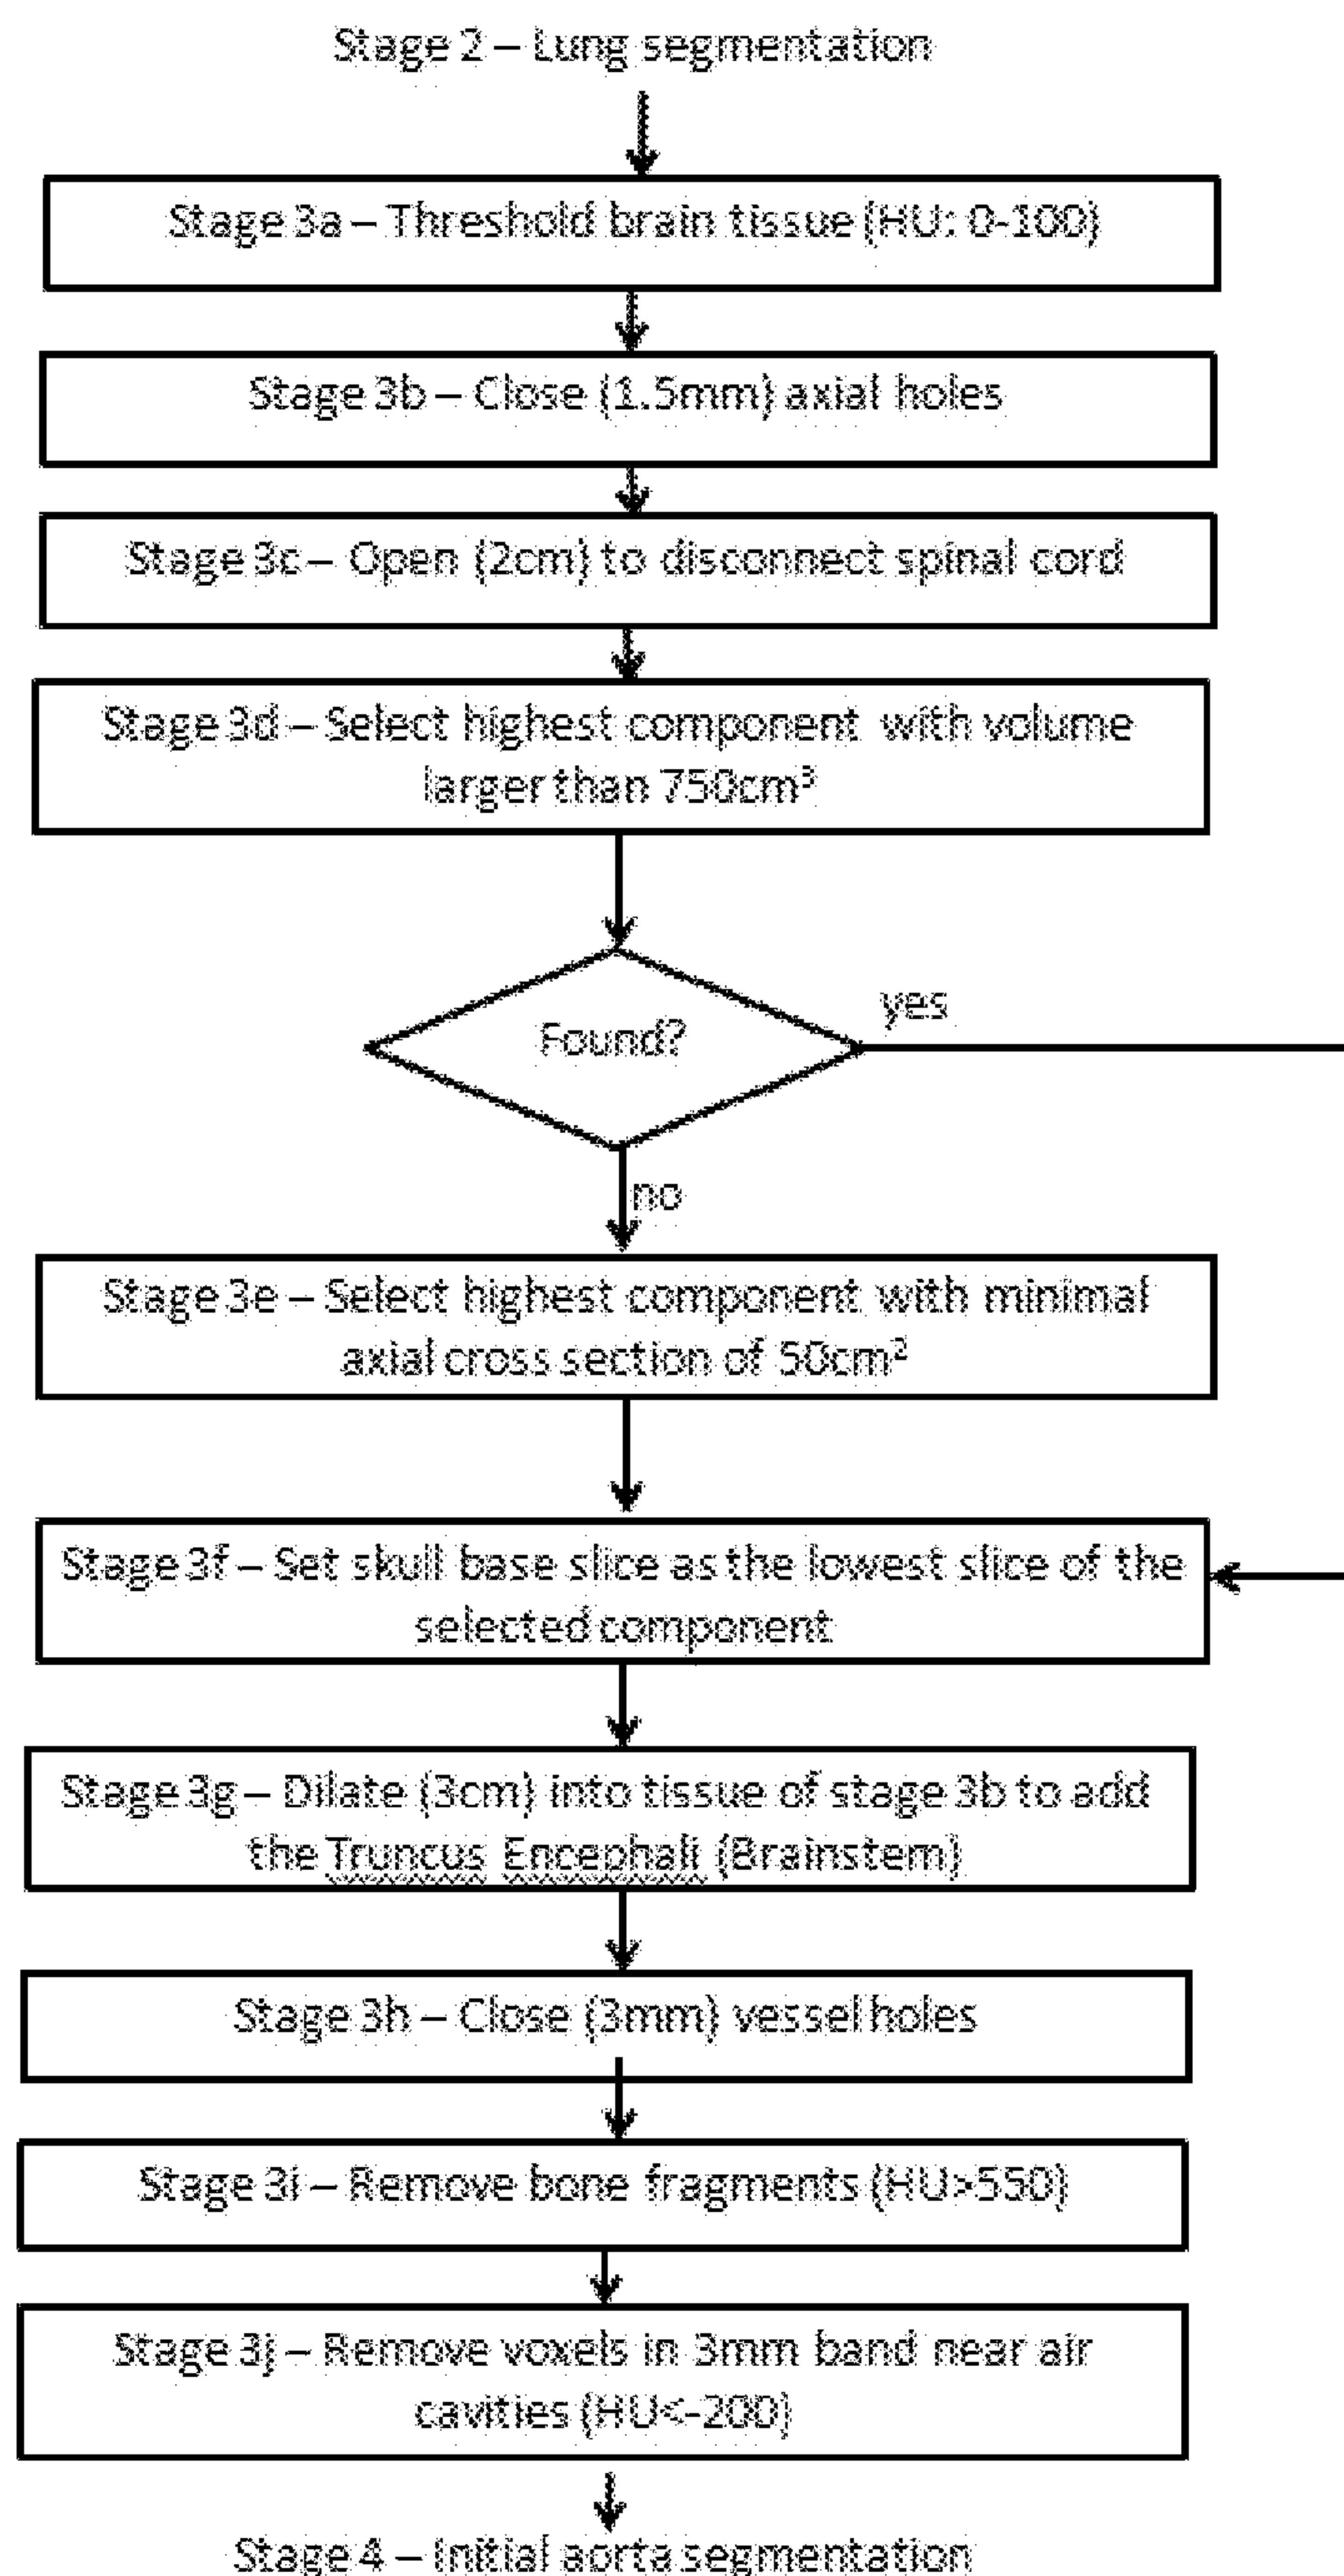 Stage 2 – Lung segmentation
Stage 3a – Threshold brain tissue (HU: 0-100)
Stage 3b – Close (1.5mm) axial holes
Stage 3c – Open (2cm) to disconnect spinal cord
Stage 3d – Select highest component with volume
larger than 750cm³
Found?
yes
no
Stage 3e – Select highest component with minimal
axial cross section of 50cm²
Stage 3f – Set skull base slice as the lowest slice of the
selected component
Stage 3g – Dilate (3cm) into tissue of stage 3b to add
the Truncus Encephali (Brainstem)
Stage 3h – Close (3mm) vessel holes
Stage 3i – Remove bone fragments (HU>550)
Stage 3j – Remove voxels in 3mm band near air
cavities (HU<-200)
Stage 4 – Initial aorta segmentation